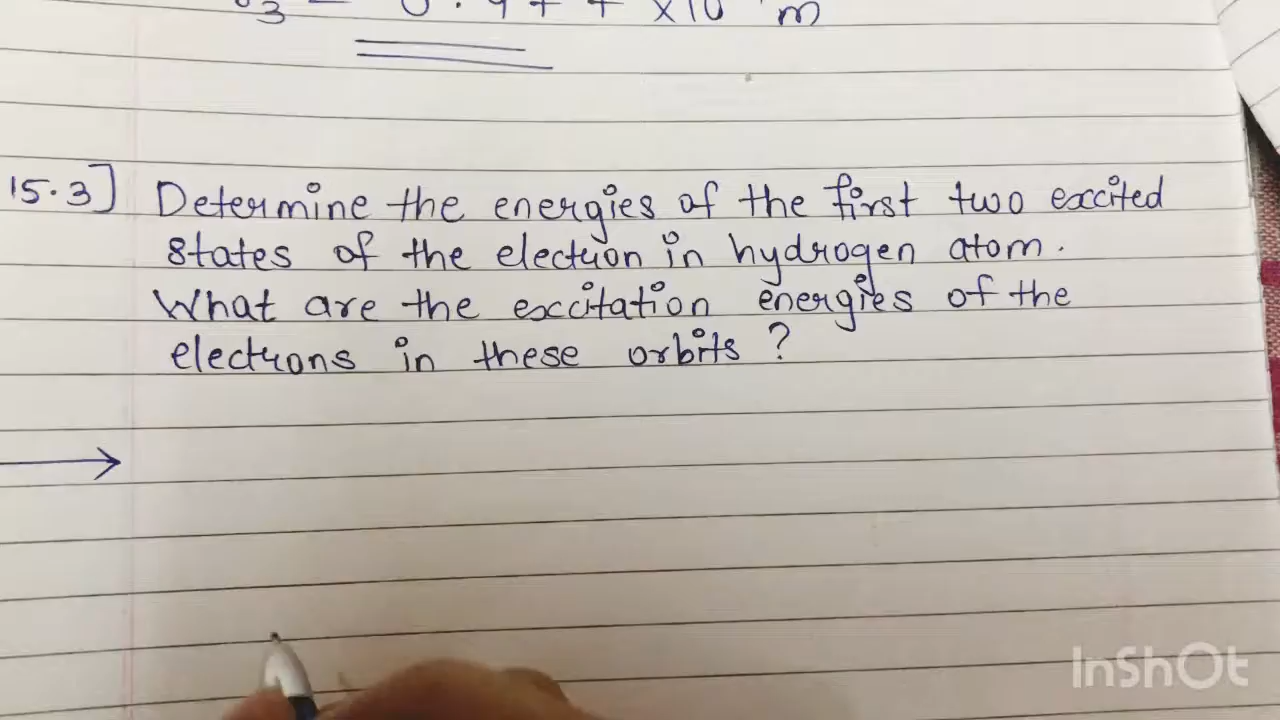 m
15.3] Determine the energies of the first two excited
states of the electron in hydrogen atom.
What are the excitation energies of the
electrons in these orbits ?
InShOt